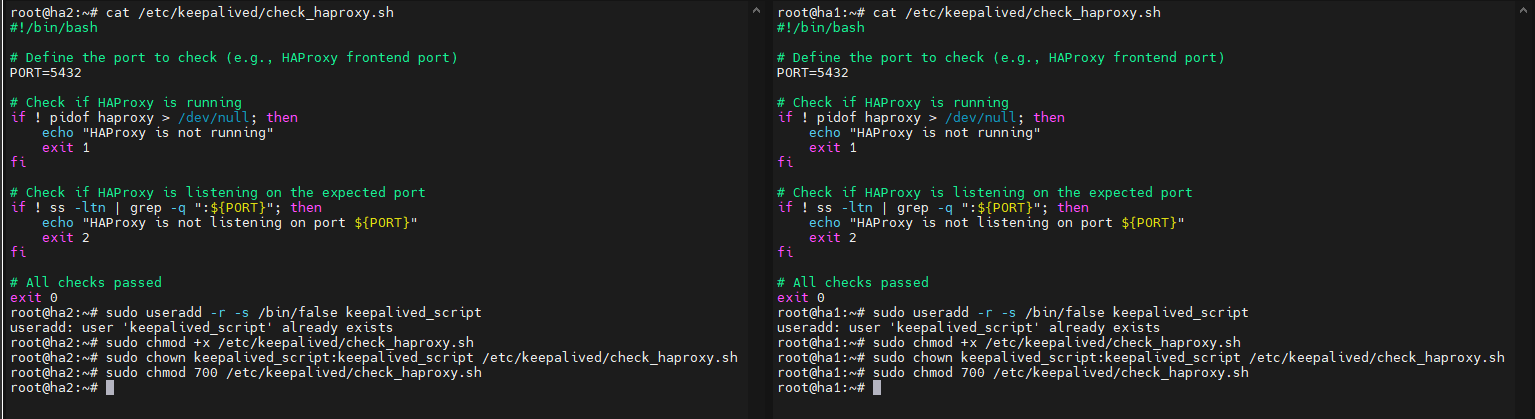 root@ha2:~# cat /etc/keepalived/check_haproxy.sh
#!/bin/bash

# Define the port to check (e.g., HAProxy frontend port)
PORT=5432

# Check if HAProxy is running
if ! pidof haproxy > /dev/null; then
    echo "HAProxy is not running"
    exit 1
fi

# Check if HAProxy is listening on the expected port
if ! ss -ltn | grep -q ":${PORT}"; then
    echo "HAProxy is not listening on port ${PORT}"
    exit 2
fi

# All checks passed
exit 0
root@ha2:~# sudo useradd -r -s /bin/false keepalived_script
useradd: user 'keepalived_script' already exists
root@ha2:~# sudo chmod +x /etc/keepalived/check_haproxy.sh
root@ha2:~# sudo chown keepalived_script:keepalived_script /etc/keepalived/check_haproxy.sh
root@ha2:~# sudo chmod 700 /etc/keepalived/check_haproxy.sh
root@ha2:~#
root@ha1:~# cat /etc/keepalived/check_haproxy.sh
#!/bin/bash

# Define the port to check (e.g., HAProxy frontend port)
PORT=5432

# Check if HAProxy is running
if ! pidof haproxy > /dev/null; then
    echo "HAProxy is not running"
    exit 1
fi

# Check if HAProxy is listening on the expected port
if ! ss -ltn | grep -q ":${PORT}"; then
    echo "HAProxy is not listening on port ${PORT}"
    exit 2
fi

# All checks passed
exit 0
root@ha1:~# sudo useradd -r -s /bin/false keepalived_script
useradd: user 'keepalived_script' already exists
root@ha1:~# sudo chmod +x /etc/keepalived/check_haproxy.sh
root@ha1:~# sudo chown keepalived_script:keepalived_script /etc/keepalived/check_haproxy.sh
root@ha1:~# sudo chmod 700 /etc/keepalived/check_haproxy.sh
root@ha1:~#